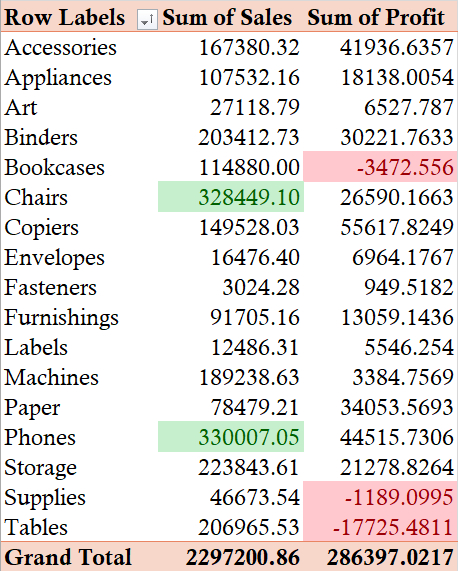 Row Labels Sum of Sales Sum of Profit
Accessories 167380.32 41936.6357
Appliances 107532.16 18138.0054
Art 27118.79 6527.787
Binders 203412.73 30221.7633
Bookcases 114880.00 -3472.556
Chairs 328449.10 26590.1663
Copiers 149528.03 55617.8249
Envelopes 16476.40 6964.1767
Fasteners 3024.28 949.5182
Furnishings 91705.16 13059.1436
Labels 12486.31 5546.254
Machines 189238.63 3384.7569
Paper 78479.21 34053.5693
Phones 330007.05 44515.7306
Storage 223843.61 21278.8264
Supplies 46673.54 -1189.0995
Tables 206965.53 -17725.4811
Grand Total 2297200.86 286397.0217